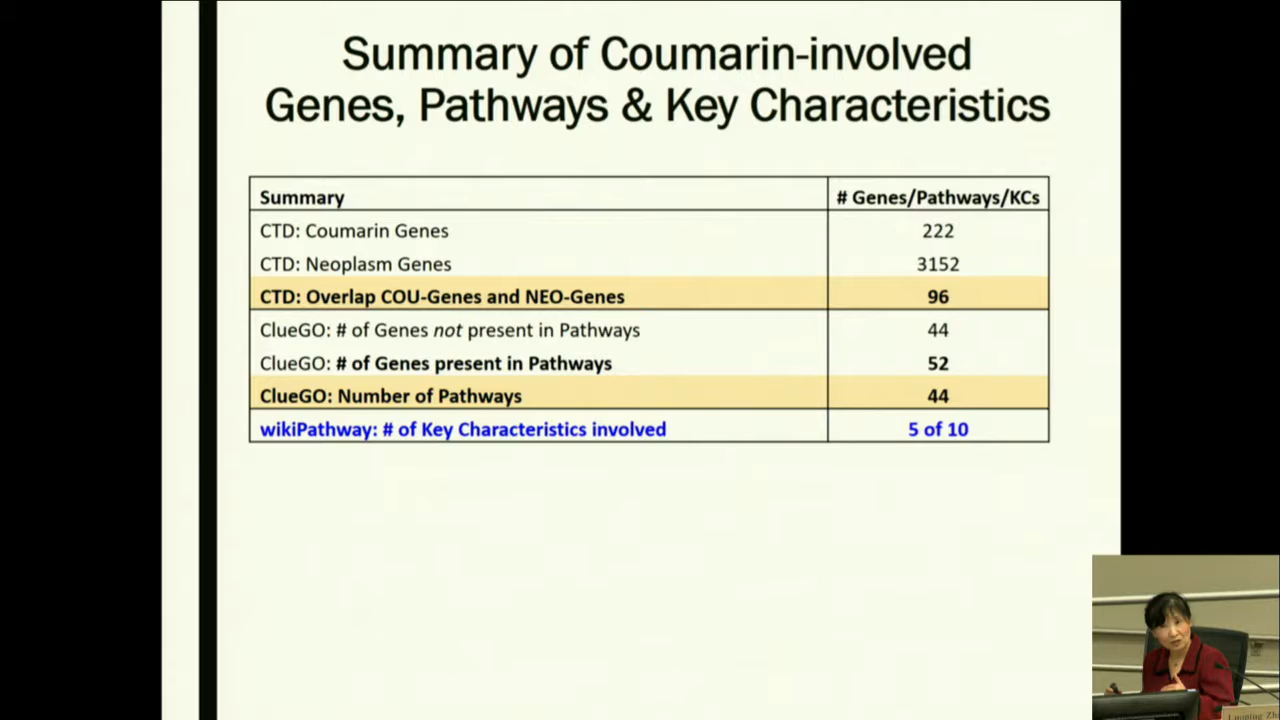 Summary of Coumarin-involved
Genes, Pathways & Key Characteristics
Summary # Genes/Pathways/KCs
CTD: Coumarin Genes 222
CTD: Neoplasm Genes 3152
CTD: Overlap COU-Genes and NEO-Genes 96
ClueGO: # of Genes not present in Pathways 44
ClueGO: # of Genes present in Pathways 52
ClueGO: Number of Pathways 44
wikiPathway: # of Key Characteristics involved 5 of 10